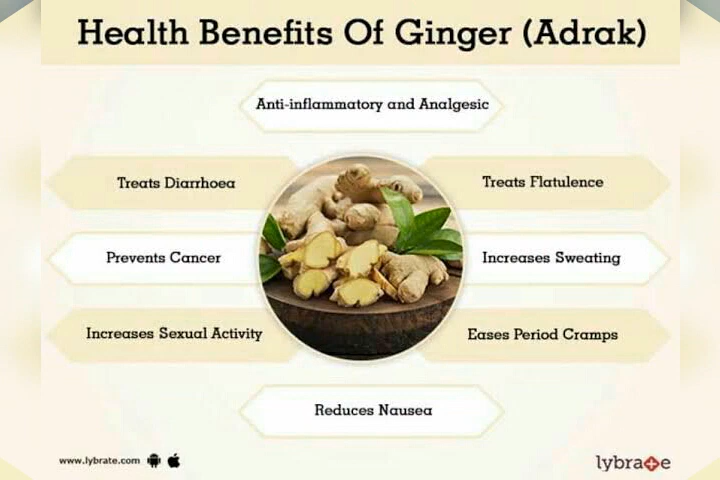 Health Benefits Of Ginger (Adrak)
Anti-inflammatory and Analgesic
Treats Diarrhoea
Treats Flatulence
Prevents Cancer
Increases Sweating
Increases Sexual Activity
Eases Period Cramps
Reduces Nausea
www.lybrate.com
lybrate